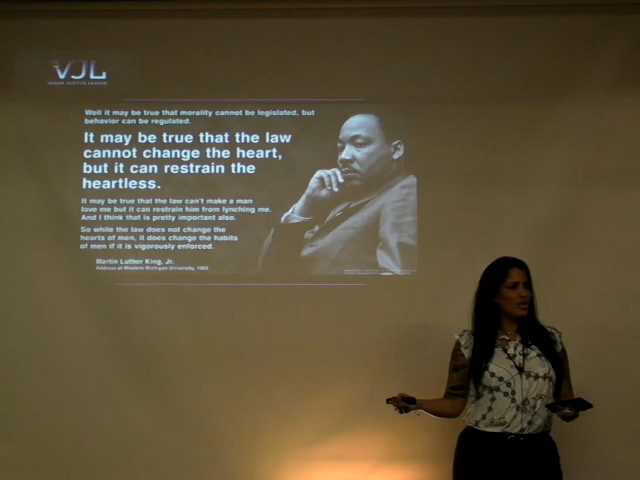 VJL
VEGAN JUSTICE LEAGUE
Well it may be true that morality cannot be legislated, but
behavior can be regulated.
It may be true that the law
cannot change the heart,
but it can restrain the
heartless.
It may be true that the law can't make a man
love me but it can restrain him from lynching me.
And I think that is pretty important also.
So while the law does not change the
hearts of men, it does change the habits
of men if it is vigorously enforced.
Martin Luther King, Jr.
Address at Western Michigan University, 1963